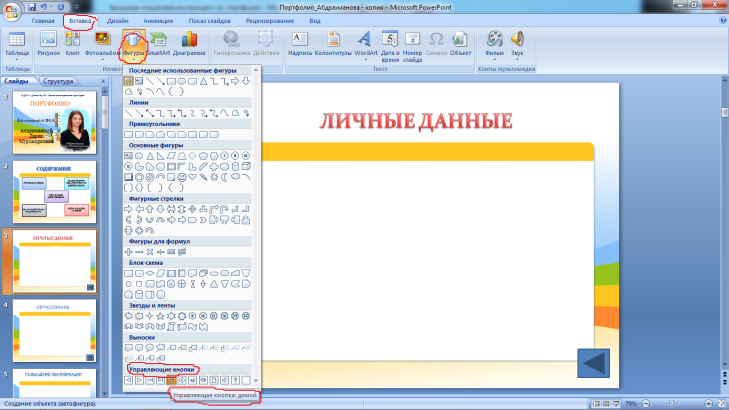 Портфолио_Абдрахманова - копия - Microsoft PowerPoint
Главная Вставка Дизайн Анимация Показ слайдов Рецензирование Вид
Таблица Рисунок Клип Фотоальбом Фигуры SmartArt Диаграмма Гиперссылка Действие Надпись Колонтитулы WordArt Дата и время Номер слайда Символ Объект Фильм Звук
Таблицы Текст Клипы мультимедиа
Слайды Структура
Последние использованные фигуры
Линии
Прямоугольники
Основные фигуры
Фигурные стрелки
Фигуры для формул
Блок-схема
Звезды и ленты
Выноски
Управляющие кнопки
Управляющая кнопка: домой
1
ПОРТФОЛИО
2
СОДЕРЖАНИЕ
3
ЛИЧНЫЕ ДАННЫЕ
4
ОБРАЗОВАНИЕ
5
ПОВЫШЕНИЕ КВАЛИФИКАЦИИ
ЛИЧНЫЕ ДАННЫЕ
Создание объекта (автофигура).
79%